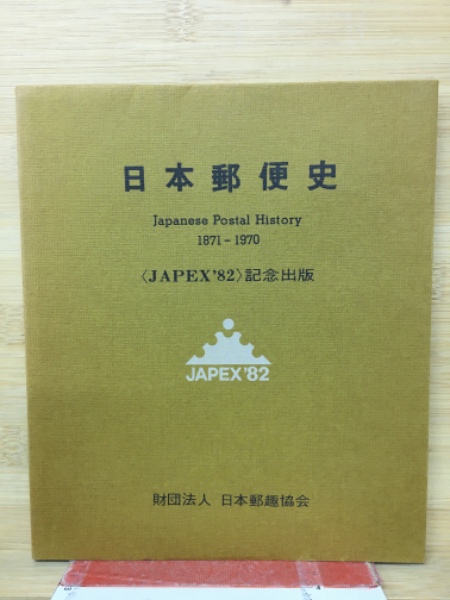 日本郵便史
Japanese Postal History
1871-1970
〈JAPEX'82〉記念出版
JAPEX'82
財団法人 日本郵趣協会